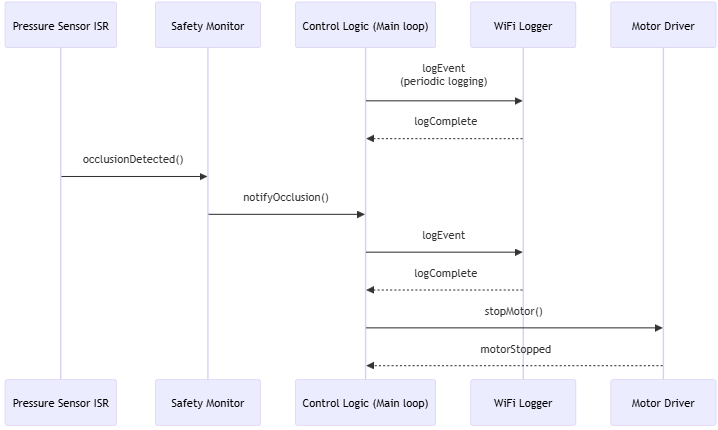 Pressure Sensor ISR
Safety Monitor
Control Logic (Main loop)
WiFi Logger
Motor Driver
logEvent
(periodic logging)
logComplete
occlusionDetected()
notifyOcclusion()
logEvent
logComplete
stopMotor()
motorStopped
Pressure Sensor ISR
Safety Monitor
Control Logic (Main loop)
WiFi Logger
Motor Driver